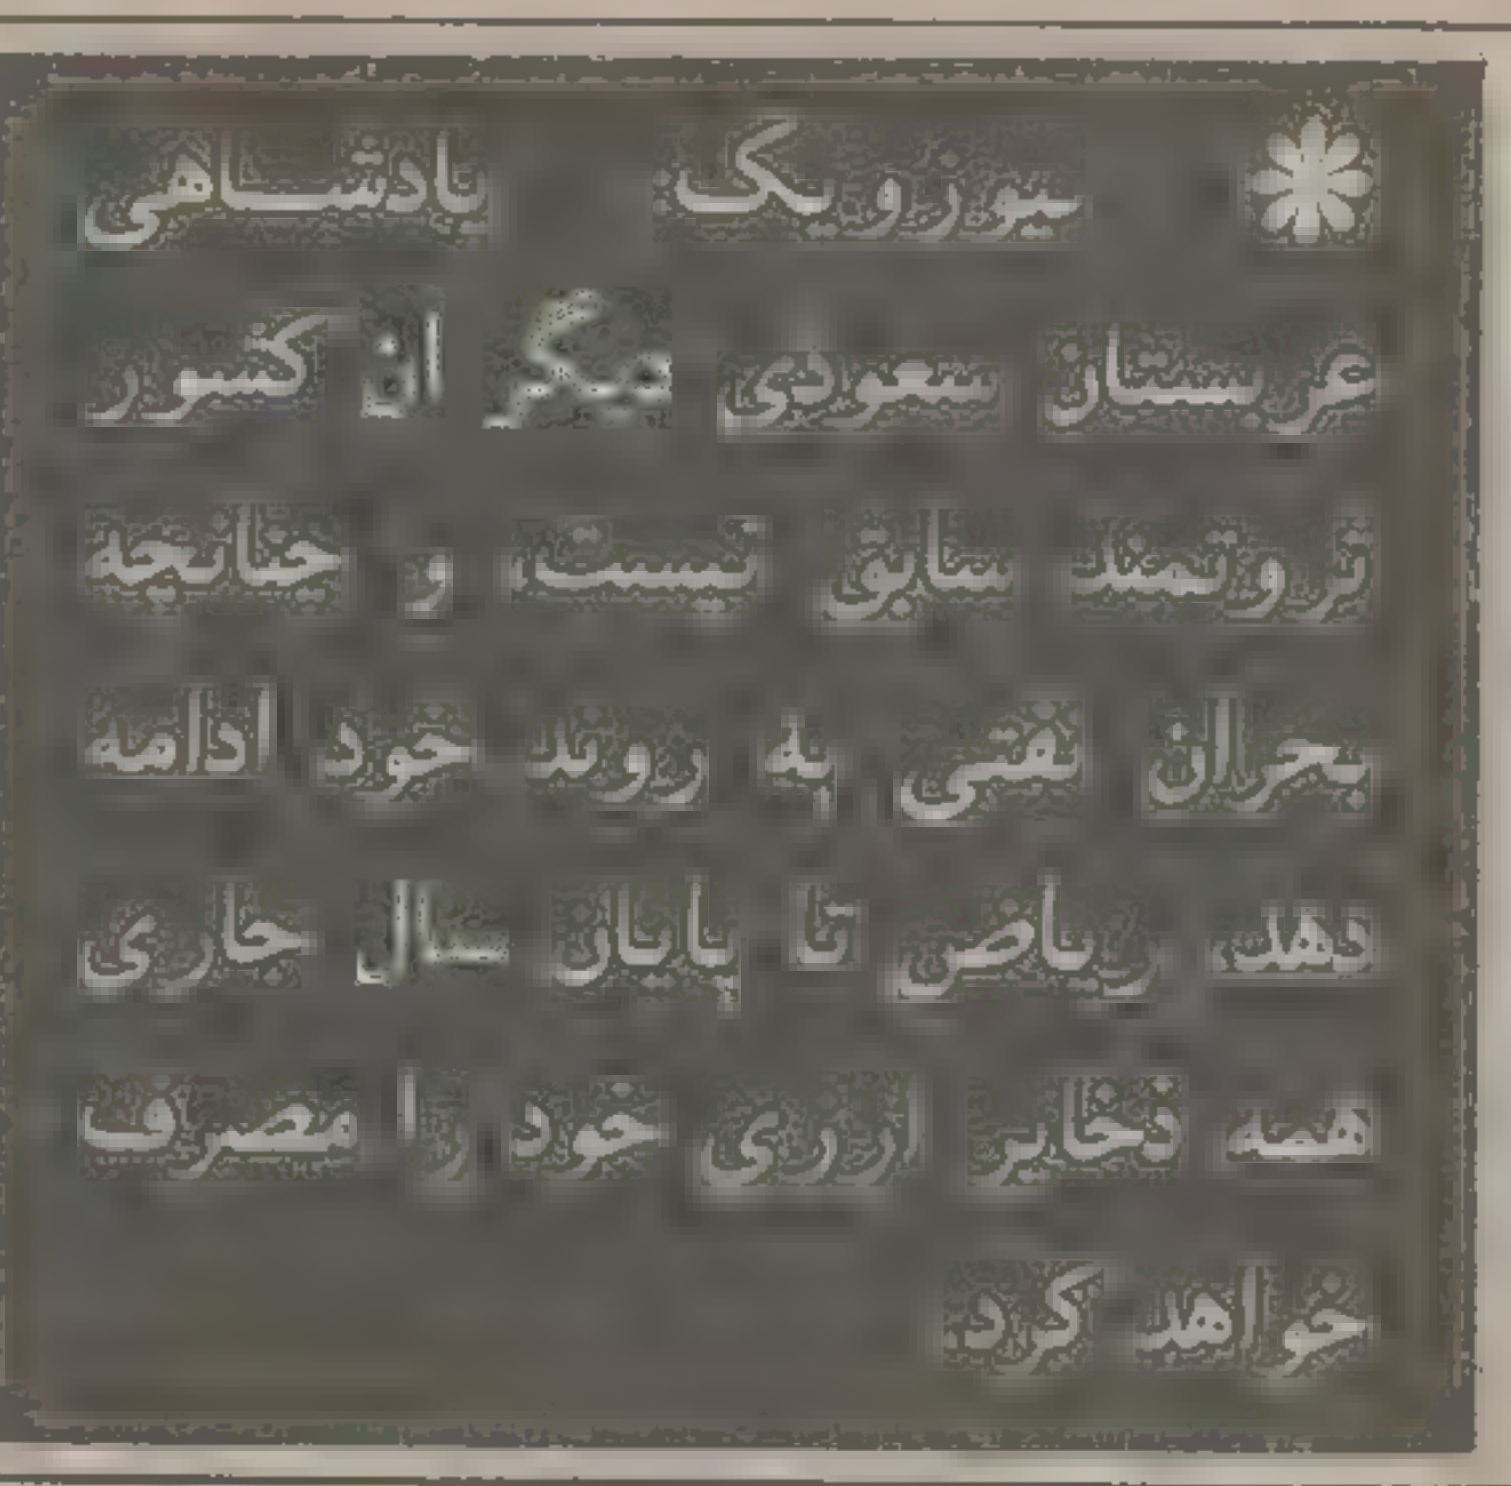 نیوزویک پادشاهی
عربستان سعودی دیگر آن کشور
ثروتمند سابق نیست و چنانچه
بحران نفتی به روند خود ادامه
دهد ریاض تا پایان سال جاری
همه ذخایر ارزی خود را مصرف
خواهد کرد